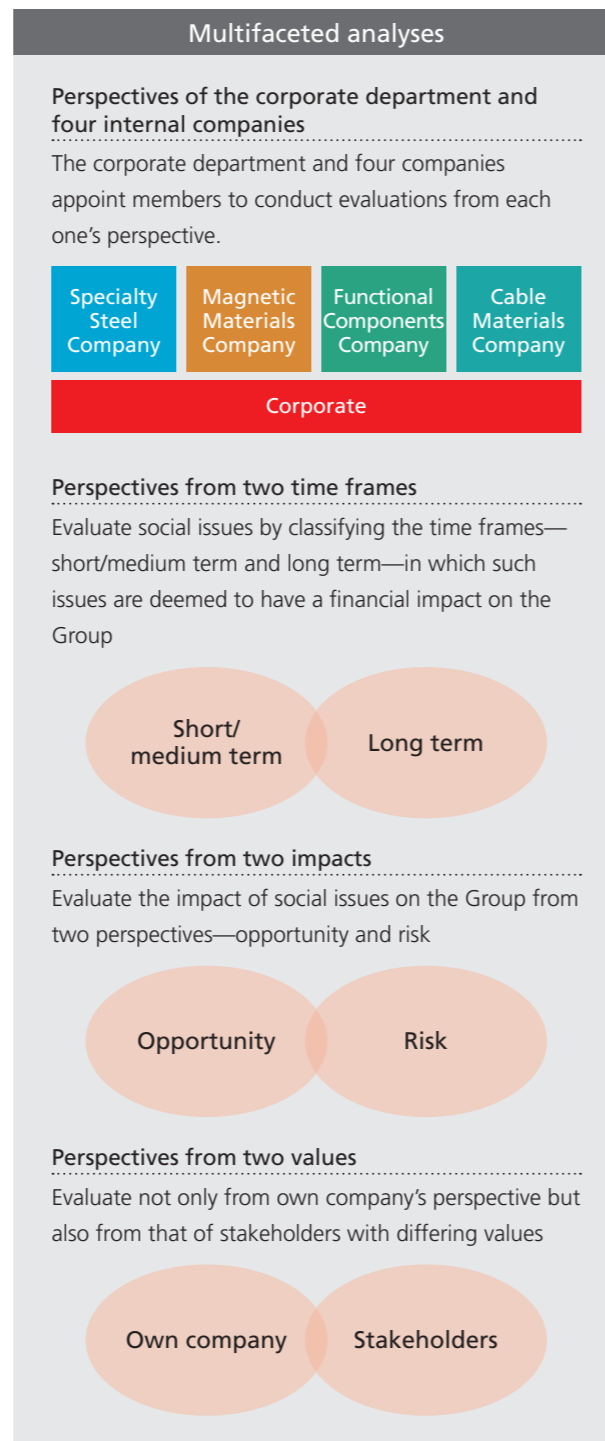 Multifaceted analyses
Perspectives of the corporate department and
four internal companies
The corporate department and four companies
appoint members to conduct evaluations from each
one’s perspective.
Specialty
Steel
Company
Magnetic
Materials
Company
Functional
Components
Company
Cable
Materials
Company
Corporate
Perspectives from two time frames
Evaluate social issues by classifying the time frames—
short/medium term and long term—in which such
issues are deemed to have a financial impact on the
Group
Short/
medium term
Long term
Perspectives from two impacts
Evaluate the impact of social issues on the Group from
two perspectives—opportunity and risk
Opportunity
Risk
Perspectives from two values
Evaluate not only from own company’s perspective but
also from that of stakeholders with differing values
Own company
Stakeholders